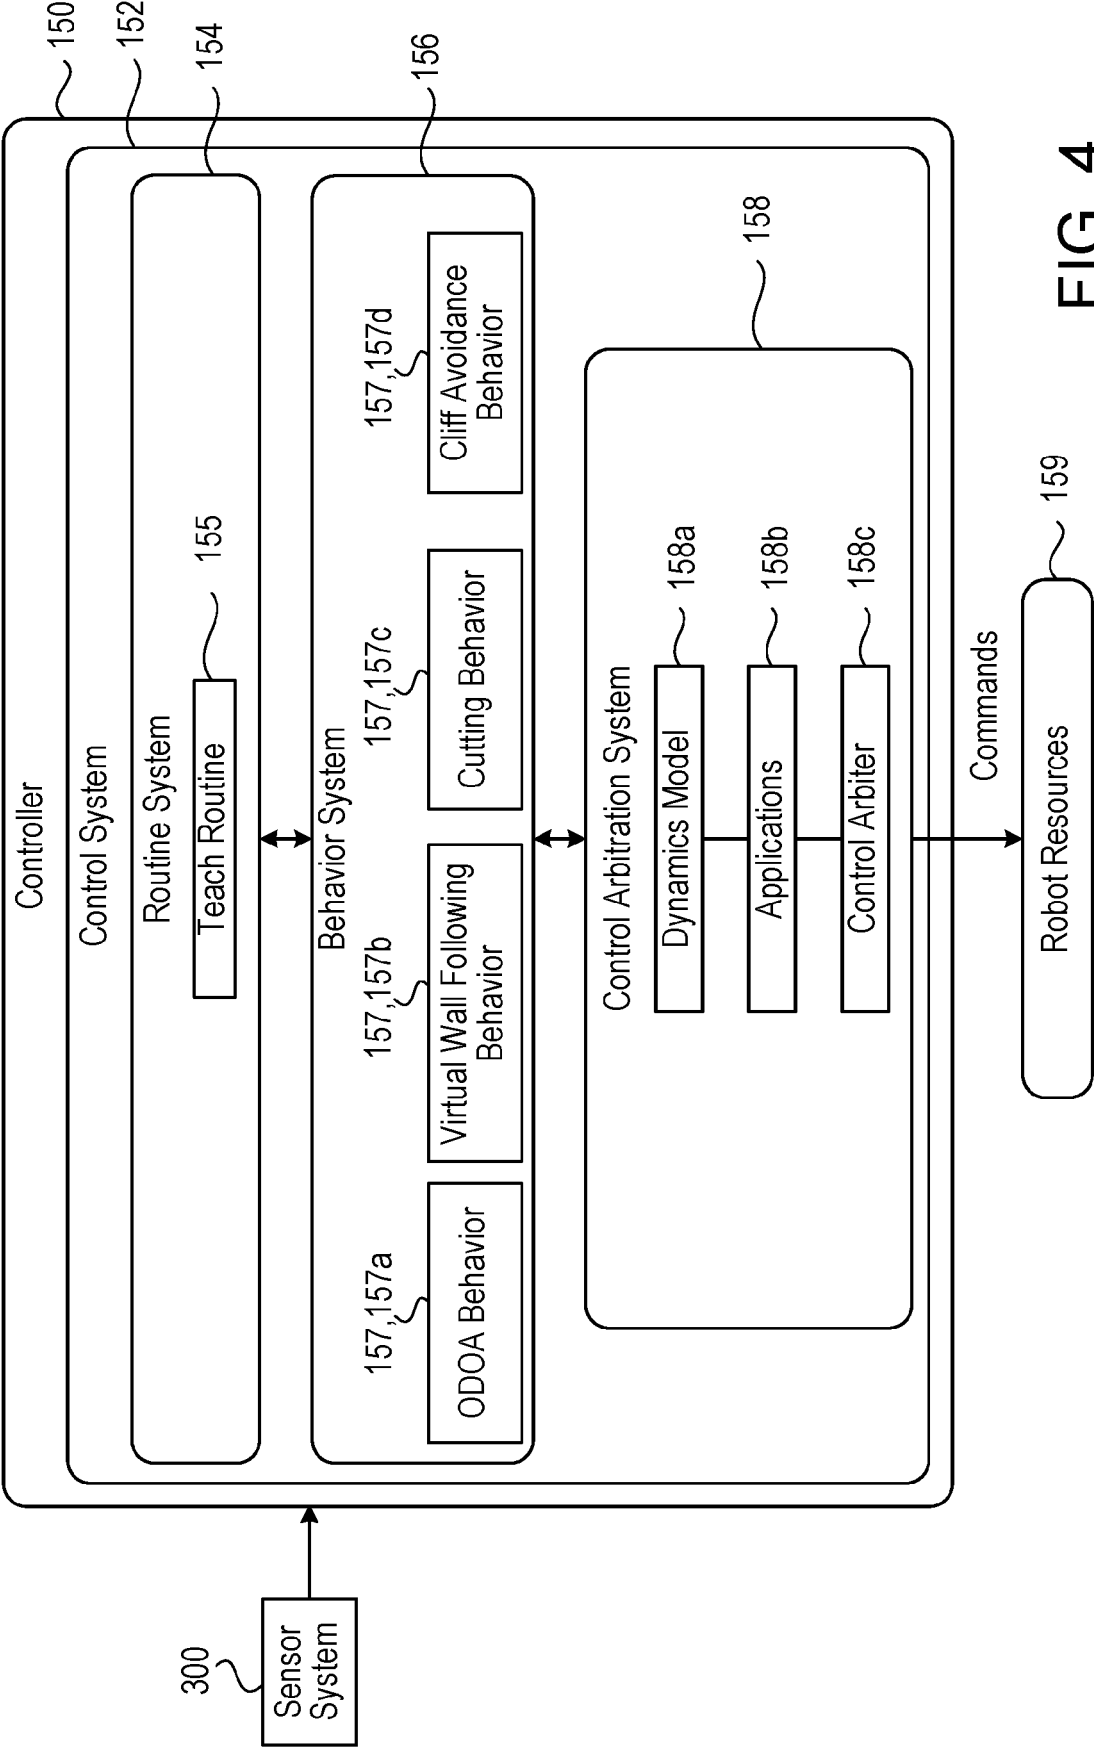 Controller
150
Control System
152
Routine System
154
Teach Routine
155
Behavior System
156
157,157a
157,157b
157,157c
157,157d
ODOA Behavior
Virtual Wall Following
Behavior
Cutting Behavior
Cliff Avoidance
Behavior
Control Arbitration System
158
Dynamics Model
158a
Applications
158b
Control Arbiter
158c
300
Sensor
System
Commands
Robot Resources
159
FIG 4